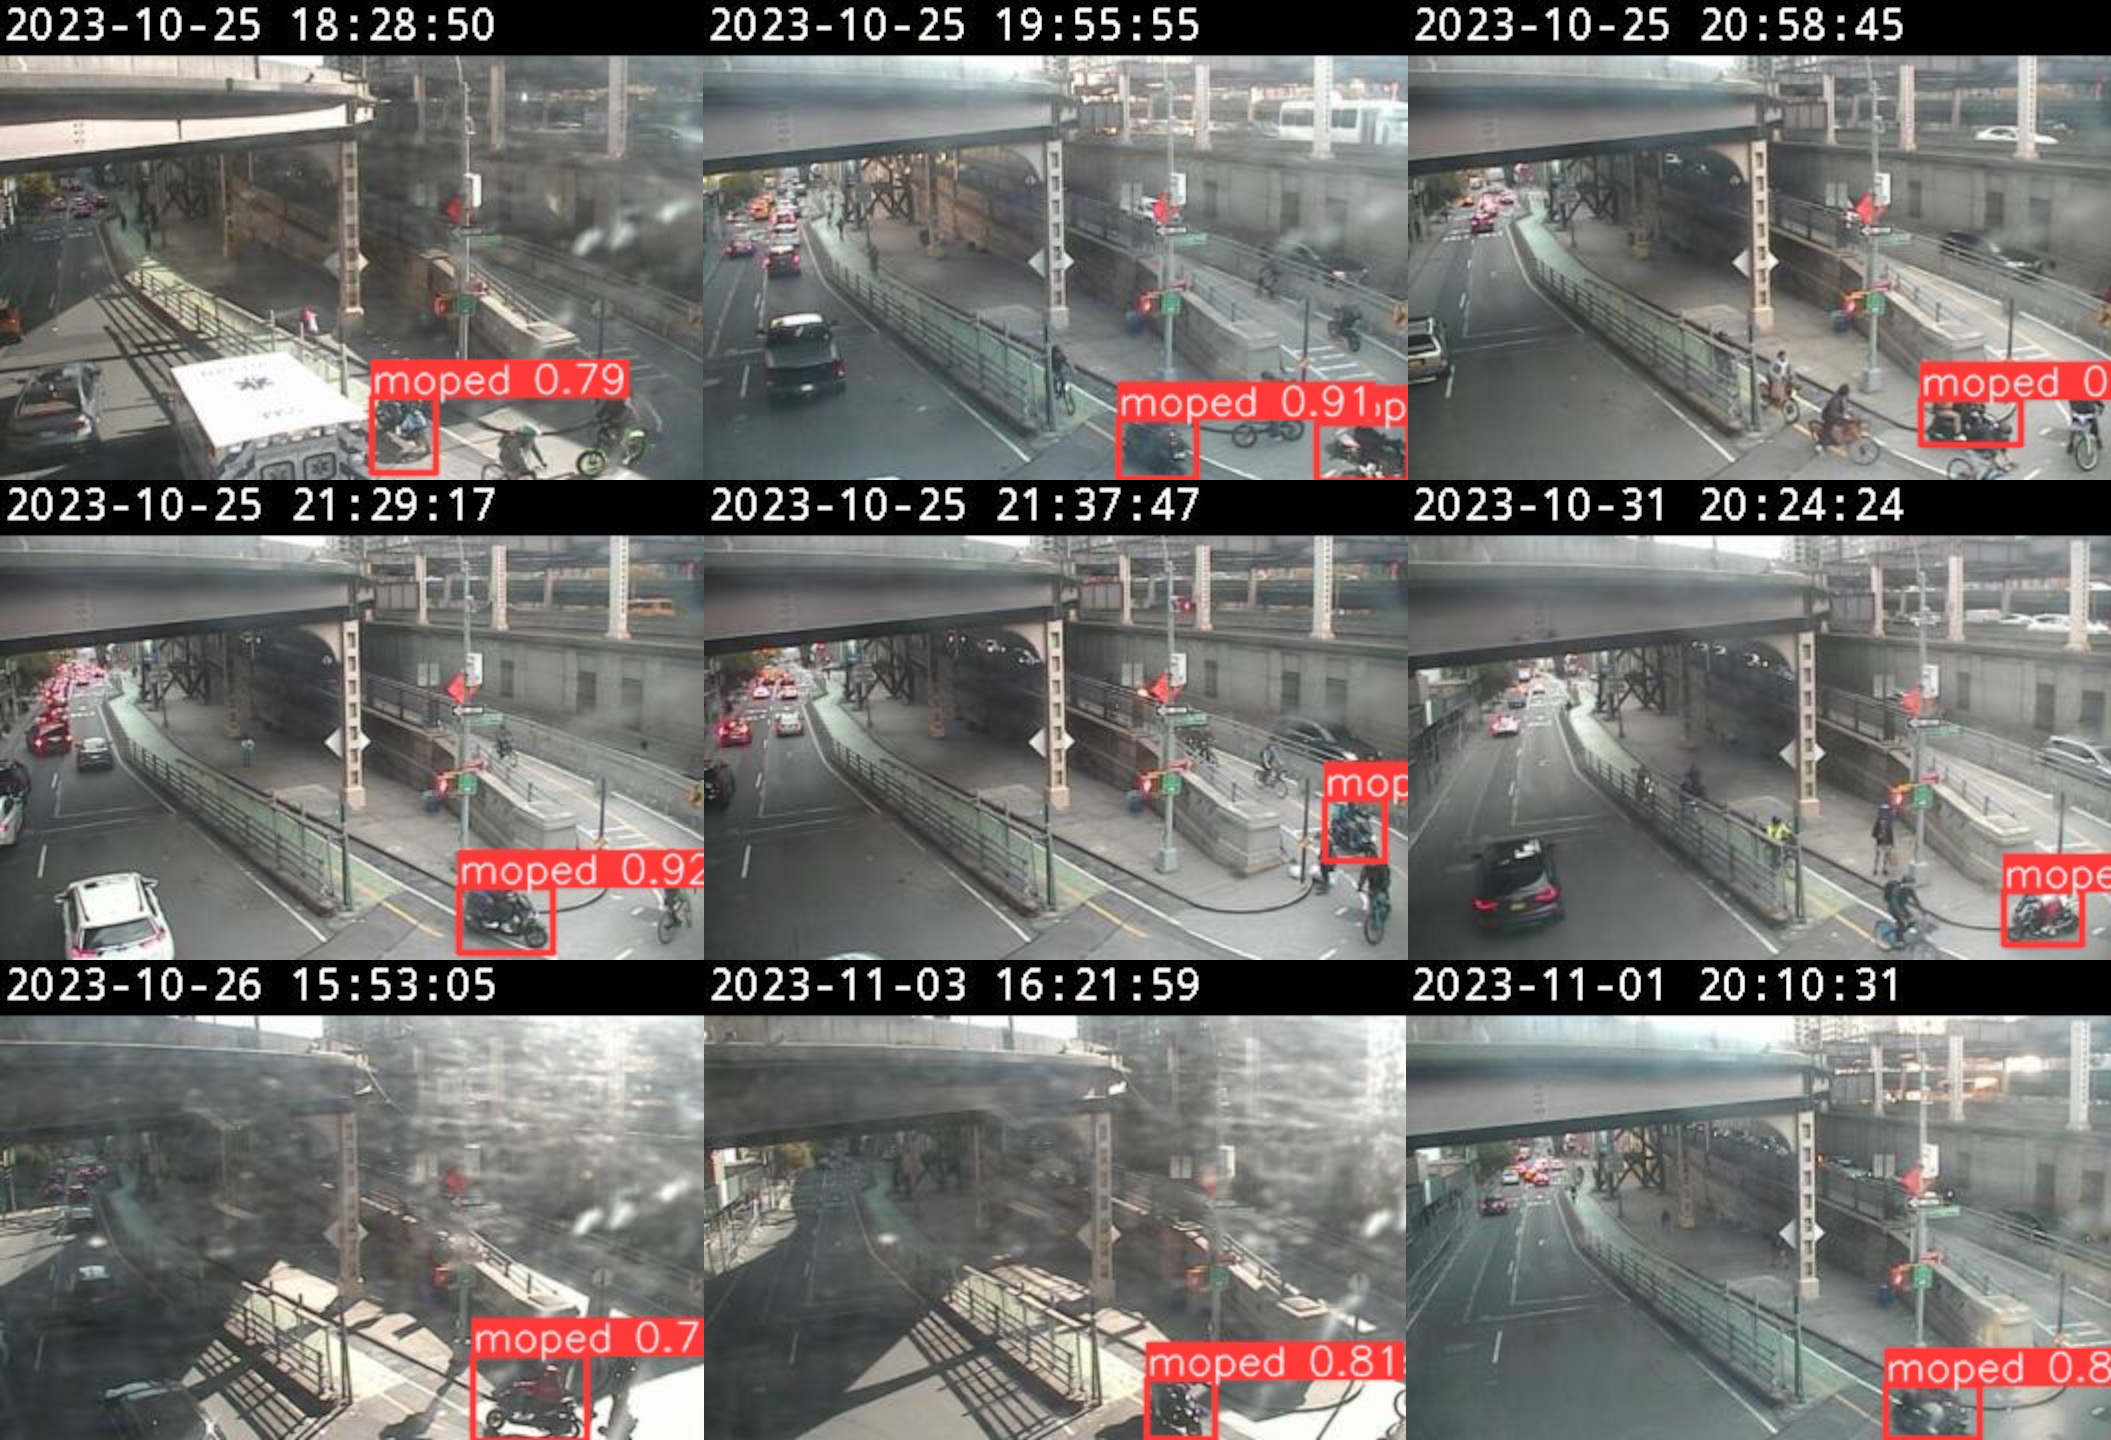 2023-10-25 18:28:50
2023-10-25 19:55:55
2023-10-25 20:58:45
moped 0.79
moped 0.91
op
moped 0
2023-10-25 21:29:17
2023-10-25 21:37:47
2023-10-31 20:24:24
moped 0.92
mop
mope
2023-10-26 15:53:05
2023-11-03 16:21:59
2023-11-01 20:10:31
moped 0.7
moped 0.81
moped 0.8